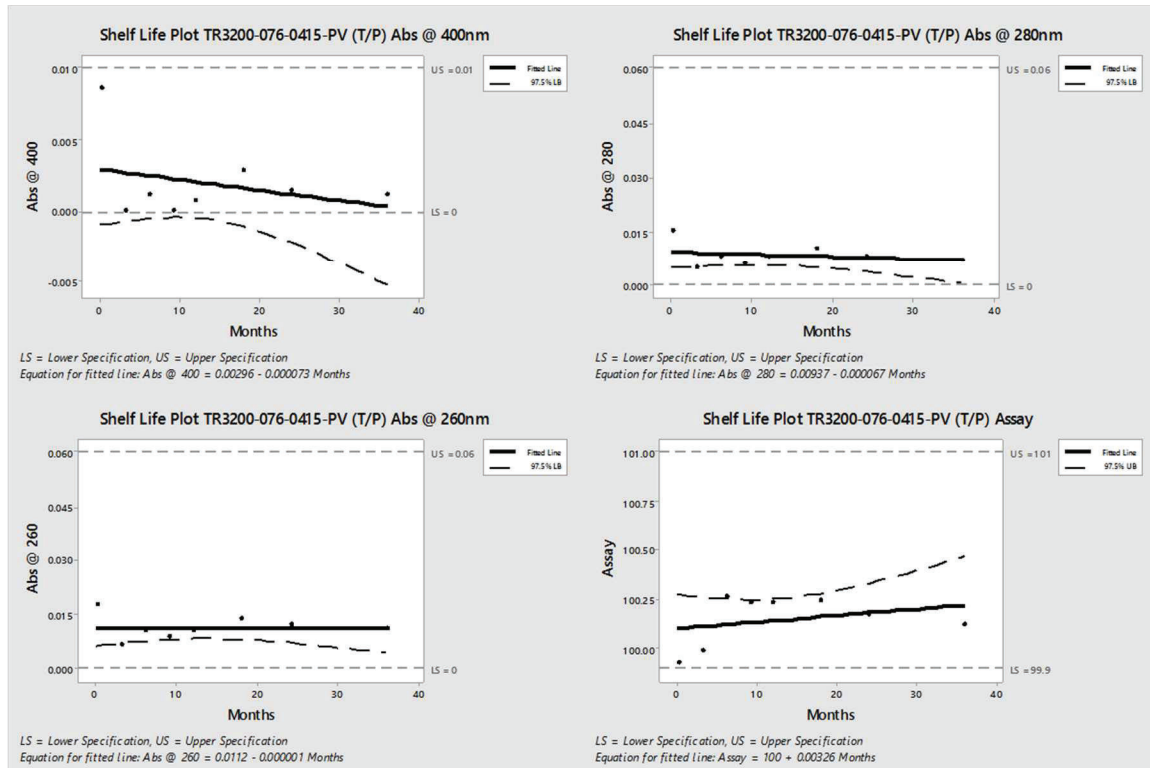 Shelf Life Plot TR3200-076-0415-PV (T/P) Abs @ 400nm
0.010
0.005
0.000
-0.005
Abs @ 400
US = 0.01
LS = 0
Fitted Line
97.5% LB
0 10 20 30 40
Months
LS = Lower Specification, US = Upper Specification
Equation for fitted line: Abs @ 400 = 0.00296 - 0.000073 Months
Shelf Life Plot TR3200-076-0415-PV (T/P) Abs @ 280nm
0.060
0.045
0.030
0.015
0.000
Abs @ 280
US = 0.06
LS = 0
Fitted Line
97.5% LB
0 10 20 30 40
Months
LS = Lower Specification, US = Upper Specification
Equation for fitted line: Abs @ 280 = 0.00937 - 0.000067 Months
Shelf Life Plot TR3200-076-0415-PV (T/P) Abs @ 260nm
0.060
0.045
0.030
0.015
0.000
Abs @ 260
US = 0.06
LS = 0
Fitted Line
97.5% LB
0 10 20 30 40
Months
LS = Lower Specification, US = Upper Specification
Equation for fitted line: Abs @ 260 = 0.0112 - 0.000001 Months
Shelf Life Plot TR3200-076-0415-PV (T/P) Assay
101.00
100.75
100.50
100.25
100.00
Assay
US = 101
LS = 99.9
Fitted Line
97.5% UB
0 10 20 30 40
Months
LS = Lower Specification, US = Upper Specification
Equation for fitted line: Assay = 100 + 0.00326 Months